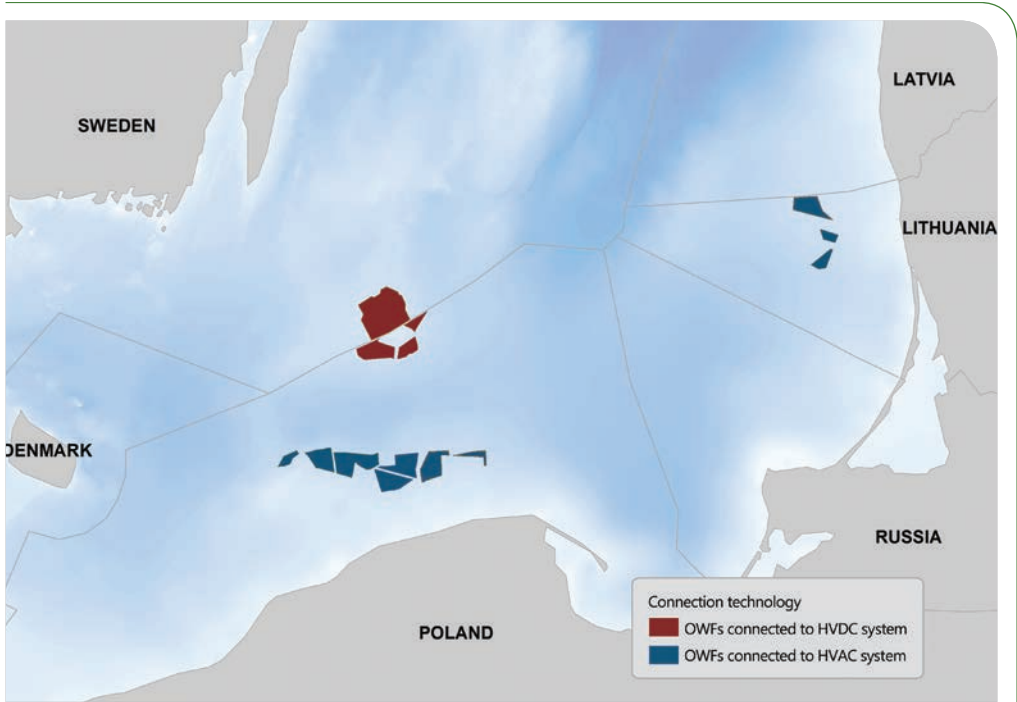 LATVIA
SWEDEN
LITHUANIA
DENMARK
RUSSIA
POLAND
Connection technology
OWFs connected to HVDC system
OWFs connected to HVAC system